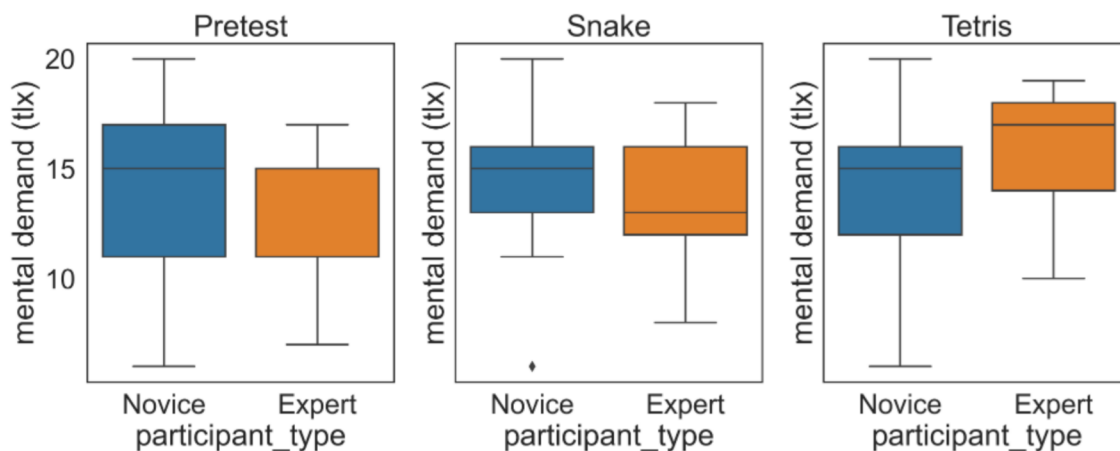 Pretest
Snake
Tetris
mental demand (tlx)
20
15
10
Novice
Expert
participant_type
mental demand (tlx)
Novice
Expert
participant_type
mental demand (tlx)
Novice
Expert
participant_type